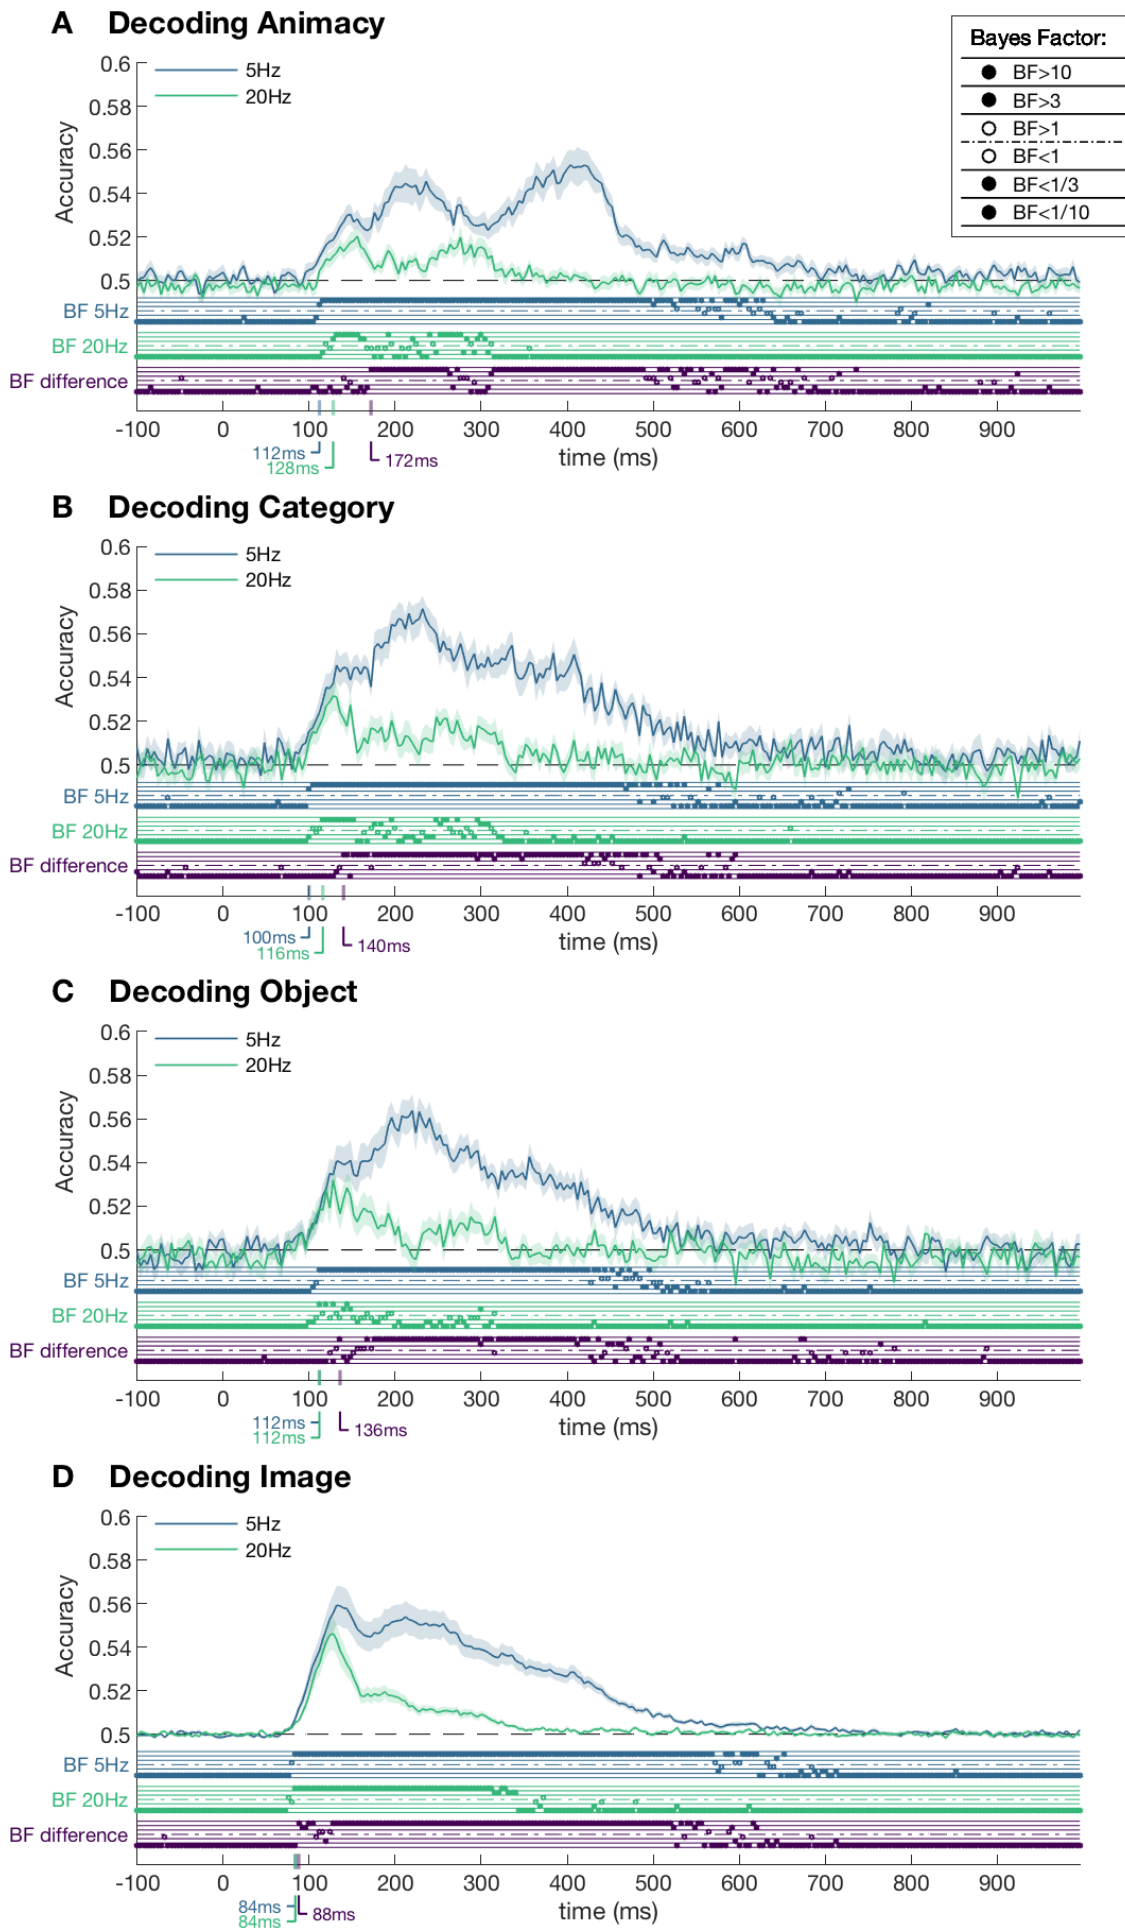 A Decoding Animacy
Bayes Factor:
BF>10
BF>3
BF>1
BF<1
BF<1/3
BF<1/10
5Hz
20Hz
0.6
0.58
0.56
0.54
0.52
0.5
Accuracy
BF 5Hz
BF 20Hz
BF difference
-100 0 100 200 300 400 500 600 700 800 900
112ms
128ms
172ms
time (ms)
B Decoding Category
5Hz
20Hz
0.6
0.58
0.56
0.54
0.52
0.5
Accuracy
BF 5Hz
BF 20Hz
BF difference
-100 0 100 200 300 400 500 600 700 800 900
100ms
116ms
140ms
time (ms)
C Decoding Object
5Hz
20Hz
0.6
0.58
0.56
0.54
0.52
0.5
Accuracy
BF 5Hz
BF 20Hz
BF difference
-100 0 100 200 300 400 500 600 700 800 900
112ms
112ms
136ms
time (ms)
D Decoding Image
5Hz
20Hz
0.6
0.58
0.56
0.54
0.52
0.5
Accuracy
BF 5Hz
BF 20Hz
BF difference
-100 0 100 200 300 400 500 600 700 800 900
84ms
84ms
88ms
time (ms)